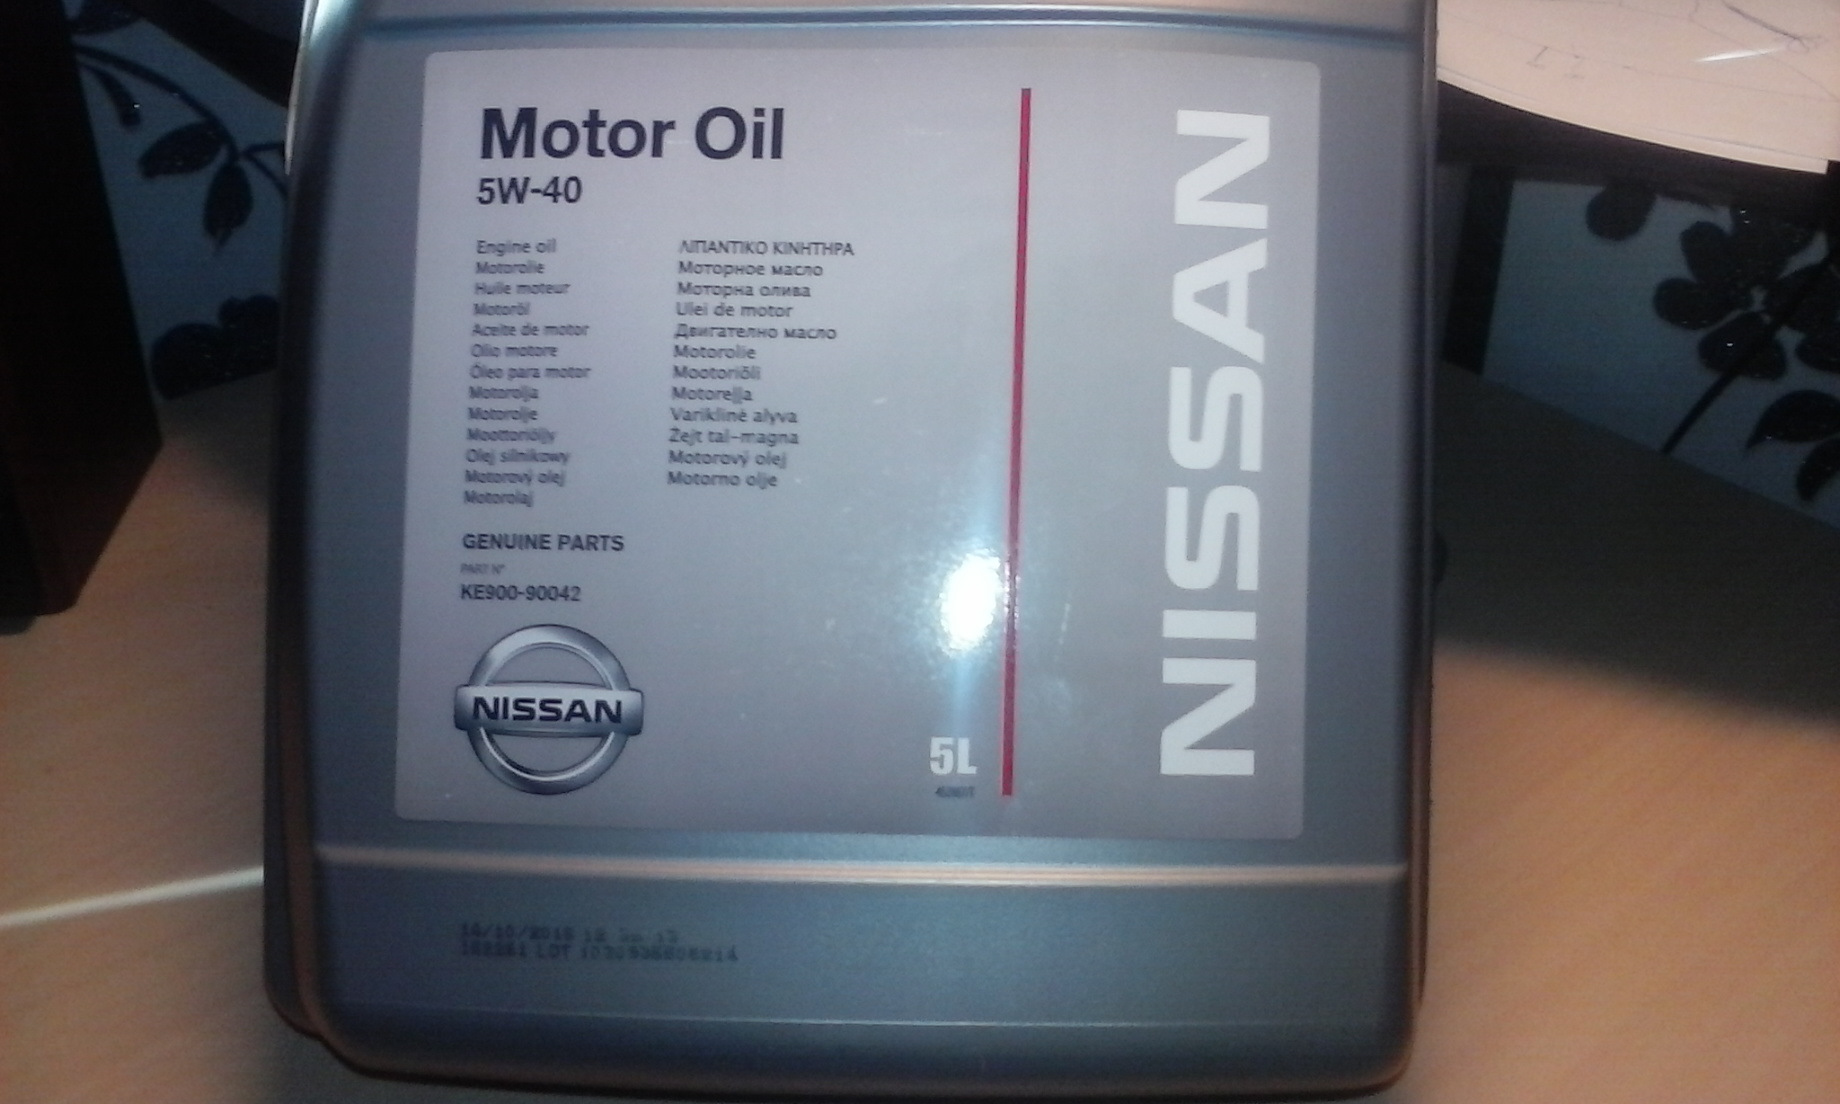 Motor Oil
5W-40
Engine oil
Motorolie
Huile moteur
Motoröl
Aceite de motor
Olio motore
Óleo para motor
Motorolja
Motorolje
Moottoriöljy
Olej silnikowy
Motorový olej
Motorolaj
ΛΙΠΑΝΤΙΚΟ ΚΙΝΗΤΗΡΑ
Моторное масло
Моторна олива
Ulei de motor
Двигателно масло
Motorolie
Mootoriõli
Motoreļļa
Variklinė alyva
Żejt tal-magna
Motorový olej
Motorno olje
GENUINE PARTS
PART N°
KE900-90042
NISSAN
5L
NISSAN
LOT